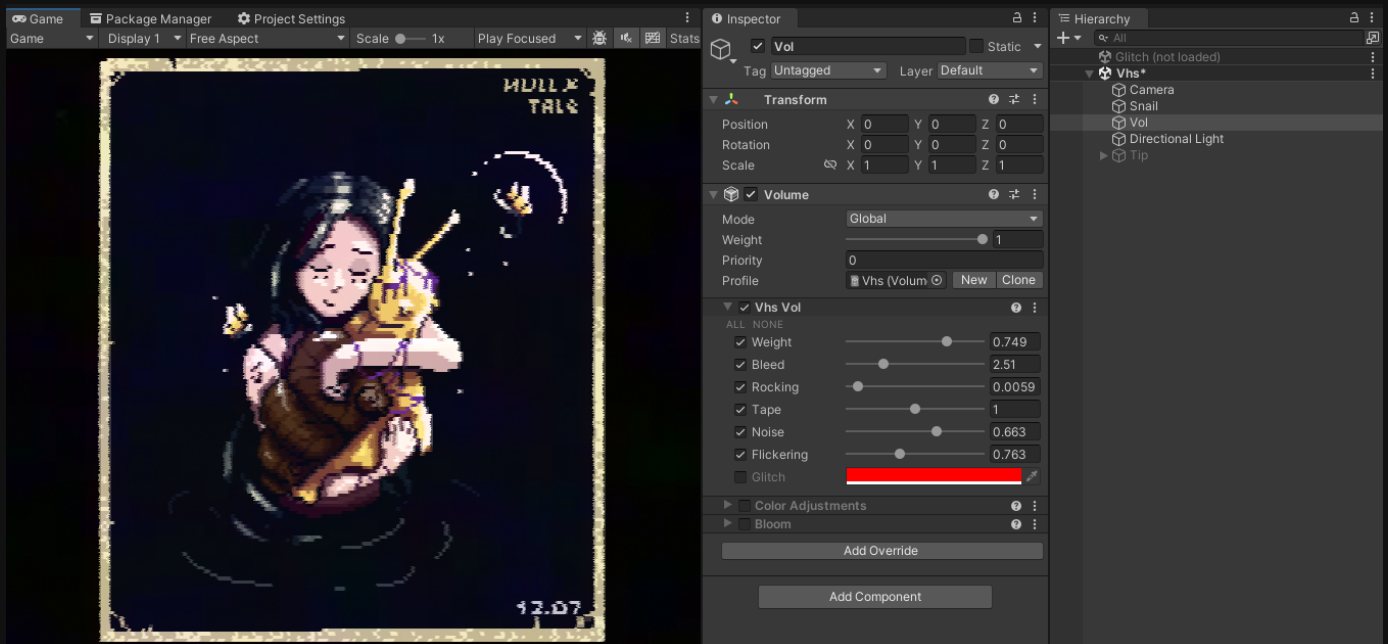 Game Package Manager Project Settings
Game Display 1 Free Aspect Scale 1x Play Focused Stats
TALE
12.07
Inspector
Vol Static
Tag Untagged Layer Default
Transform
Position X 0 Y 0 Z 0
Rotation X 0 Y 0 Z 0
Scale X 1 Y 1 Z 1
Volume
Mode Global
Weight 1
Priority 0
Profile Vhs (Volum New Clone
Vhs Vol
ALL NONE
Weight 0.749
Bleed 2.51
Rocking 0.0059
Tape 1
Noise 0.663
Flickering 0.763
Glitch
Color Adjustments
Bloom
Add Override
Add Component
Hierarchy
All
Glitch (not loaded)
Vhs*
Camera
Snail
Vol
Directional Light
Tip